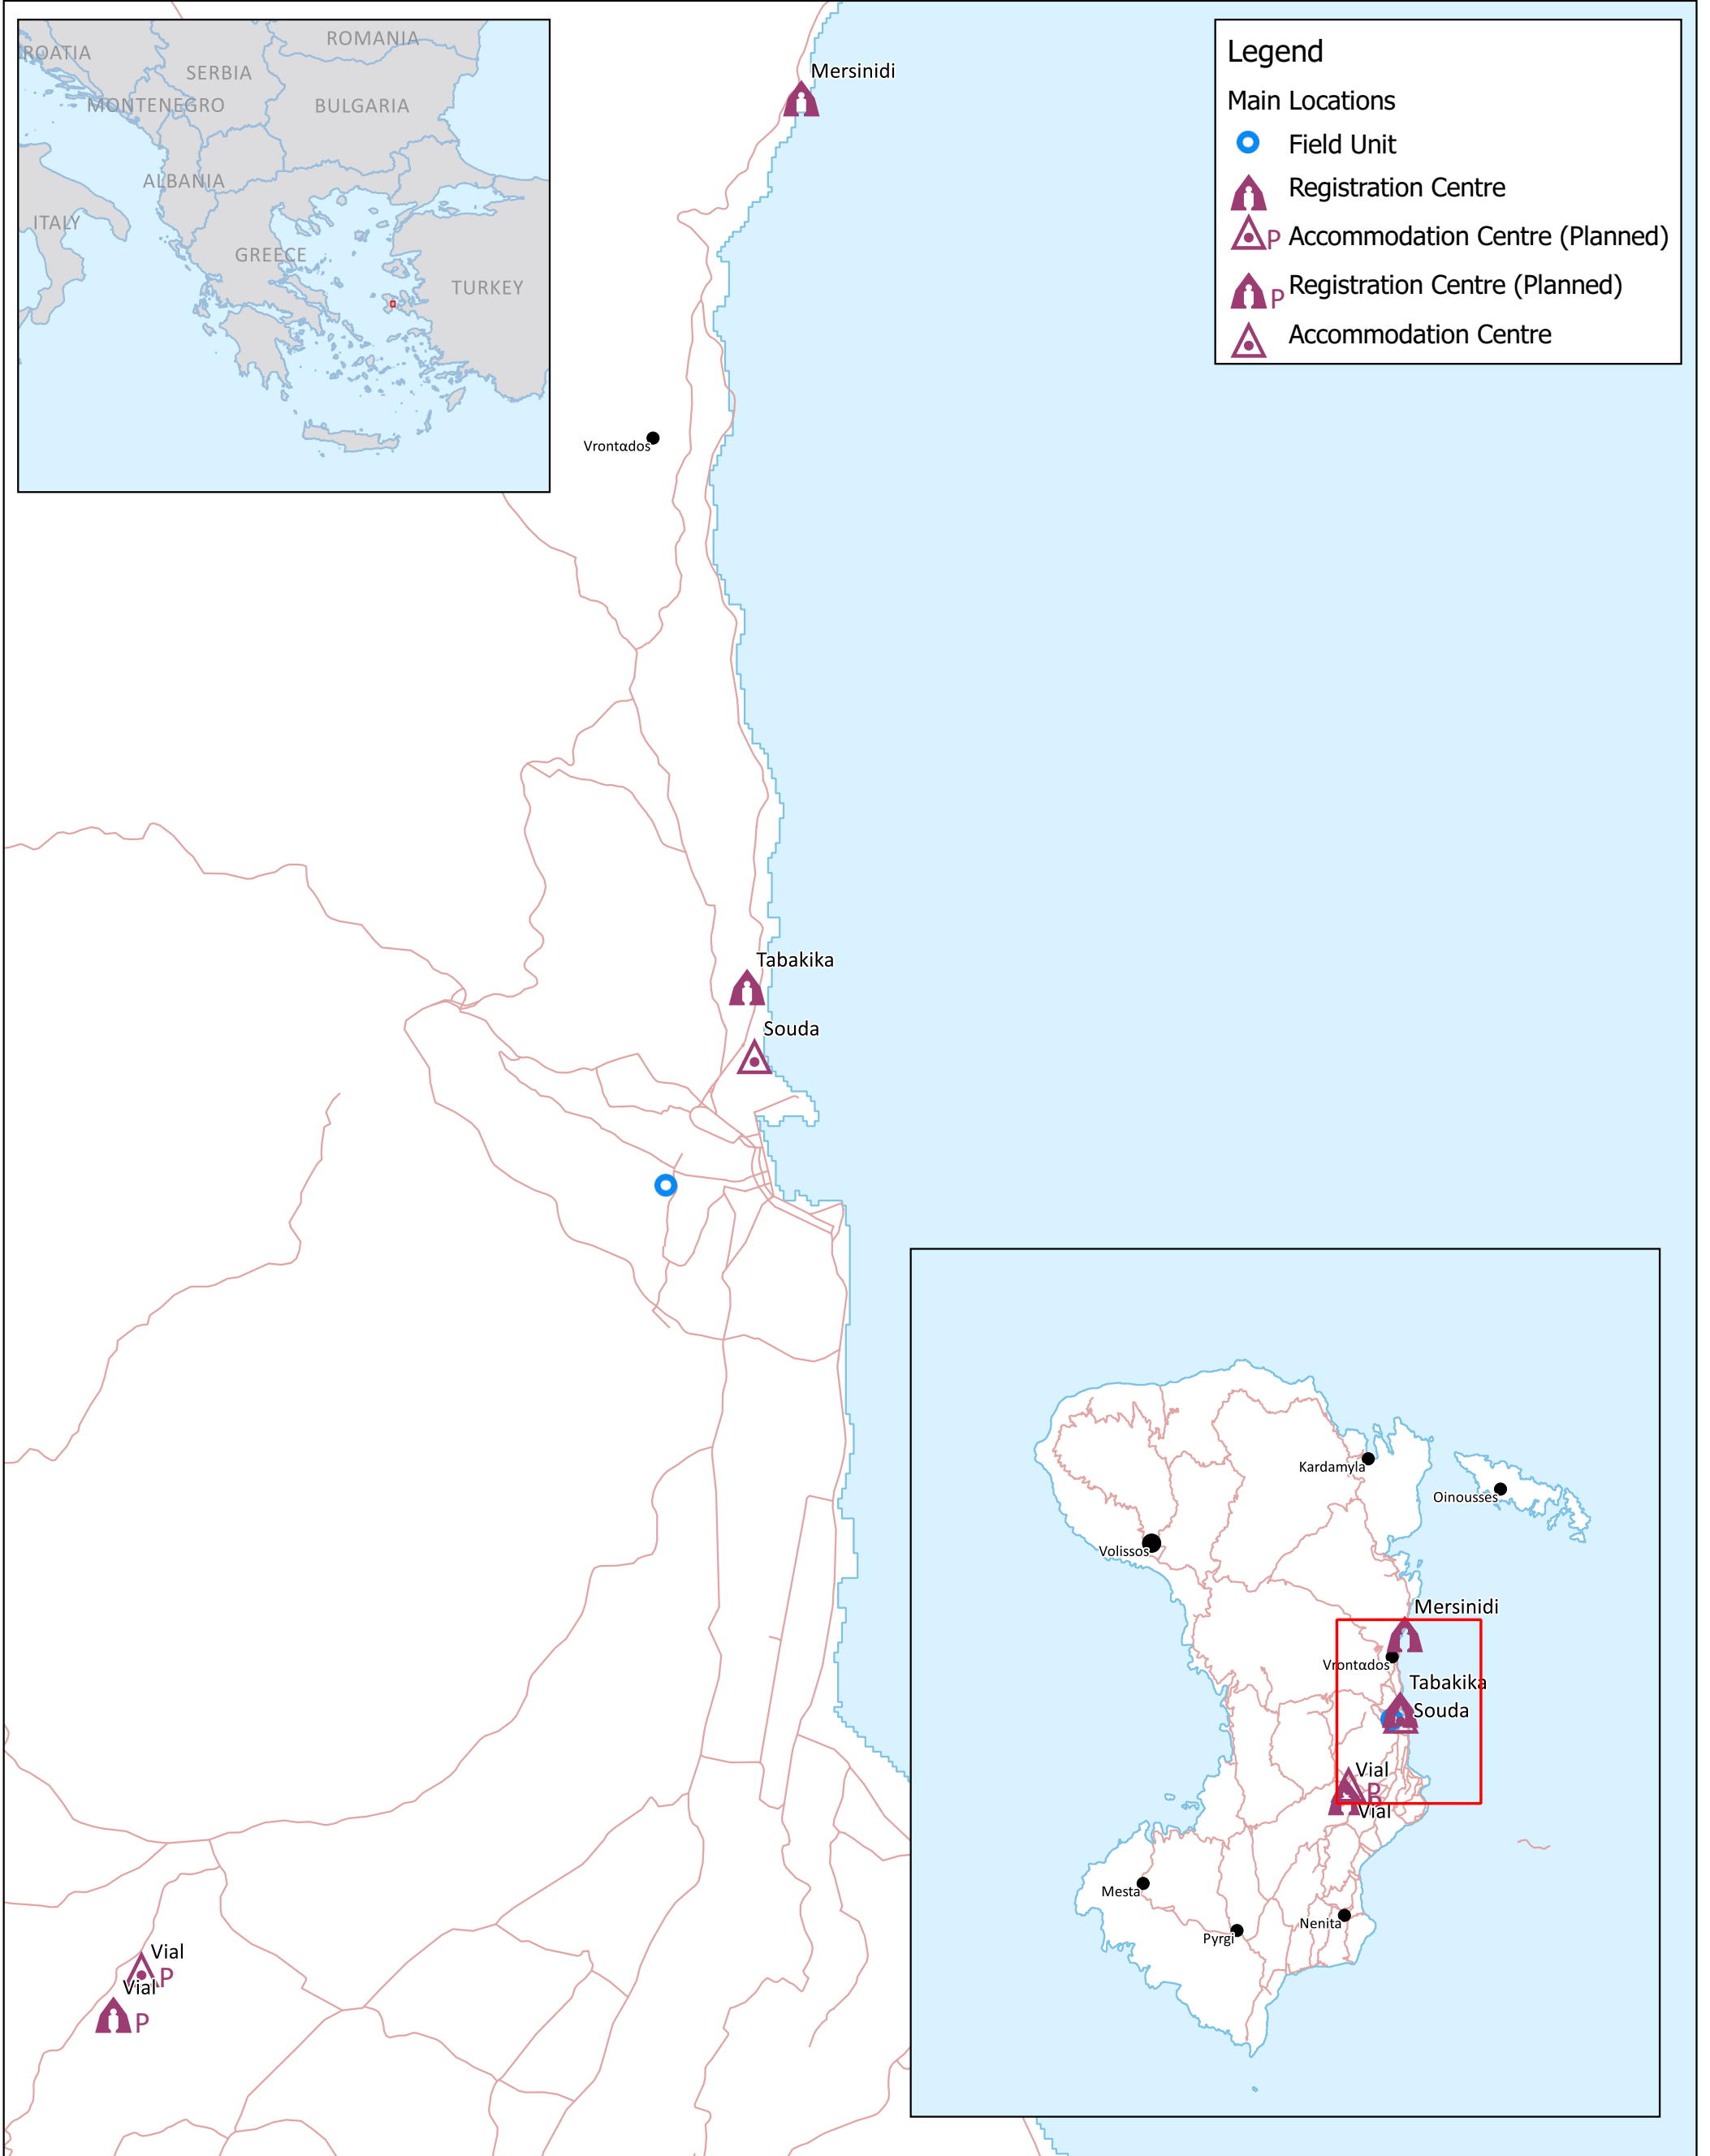 ROATIA
ROMANIA
SERBIA
MONTENEGRO
BULGARIA
ALBANIA
ITALY
GREECE
TURKEY
Legend
Main Locations
Field Unit
Registration Centre
P Accommodation Centre (Planned)
P Registration Centre (Planned)
Accommodation Centre
Mersinidi
Vrontαdos
Tabakika
Souda
Vial
P
Vial
P
Kardamyla
Oinousses
Volissos
Mersinidi
Vrontαdos
Tabakika
Souda
Vial
P
Vial
Mesta
Nenita
Pyrgi